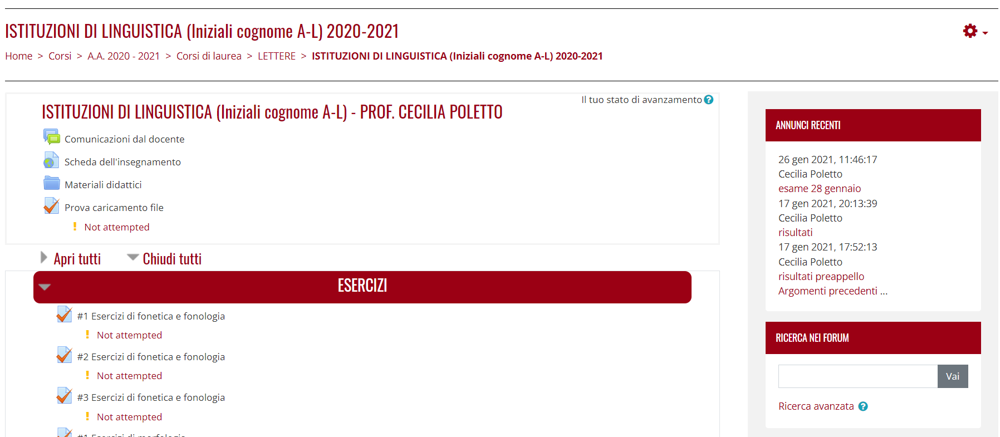 ISTITUZIONI DI LINGUISTICA (Iniziali cognome A-L) 2020-2021
Home > Corsi > A.A. 2020 - 2021 > Corsi di laurea > LETTERE > ISTITUZIONI DI LINGUISTICA (Iniziali cognome A-L) 2020-2021
Il tuo stato di avanzamento
ISTITUZIONI DI LINGUISTICA (Iniziali cognome A-L) - PROF. CECILIA POLETTO
Comunicazioni dal docente
Scheda dell'insegnamento
Materiali didattici
Prova caricamento file
Not attempted
Apri tutti
Chiudi tutti
ESERCIZI
#1 Esercizi di fonetica e fonologia
Not attempted
#2 Esercizi di fonetica e fonologia
Not attempted
#3 Esercizi di fonetica e fonologia
Not attempted
#1 Esercizi di morfologia
ANNUNCI RECENTI
26 gen 2021, 11:46:17
Cecilia Poletto
esame 28 gennaio
17 gen 2021, 20:13:39
Cecilia Poletto
risultati
17 gen 2021, 17:52:13
Cecilia Poletto
risultati preappello
Argomenti precedenti ...
RICERCA NEI FORUM
Vai
Ricerca avanzata